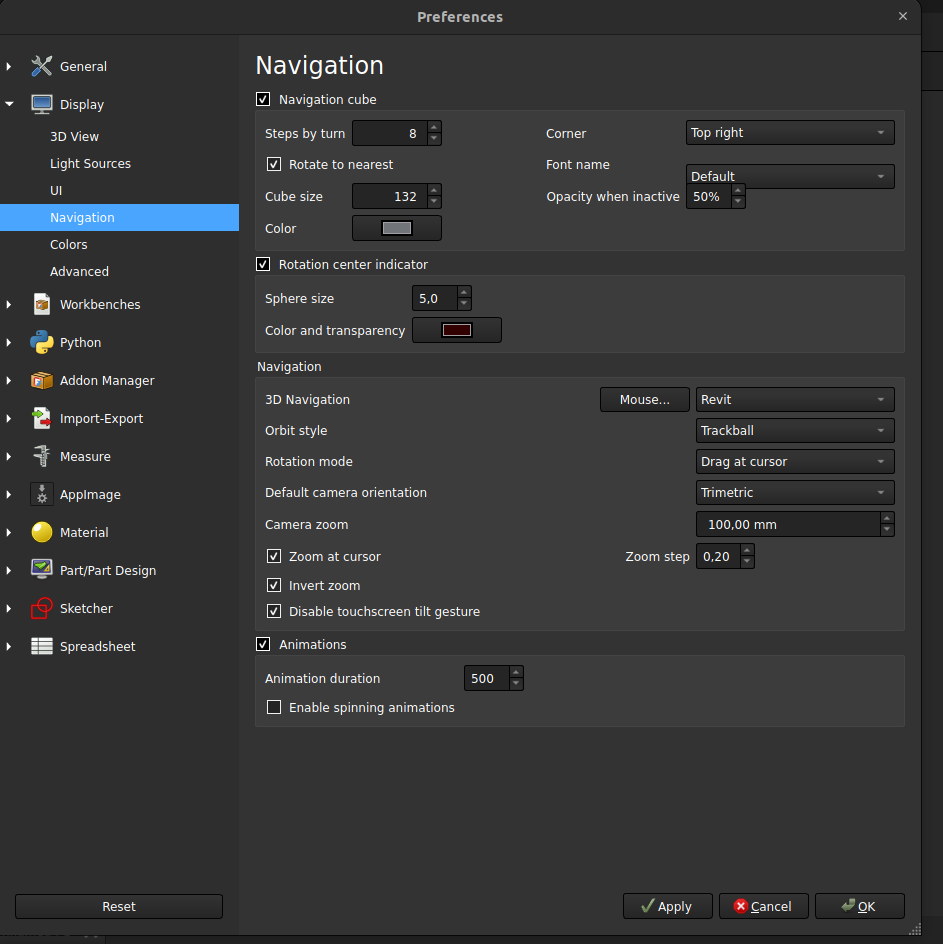 Preferences
General
Display
3D View
Light Sources
UI
Navigation
Colors
Advanced
Workbenches
Python
Addon Manager
Import-Export
Measure
AppImage
Material
Part/Part Design
Sketcher
Spreadsheet
Reset
Navigation
Navigation cube
Steps by turn 8 Corner Top right
Rotate to nearest Font name Default
Cube size 132 Opacity when inactive 50%
Color
Rotation center indicator
Sphere size 5,0
Color and transparency
Navigation
3D Navigation Mouse... Revit
Orbit style Trackball
Rotation mode Drag at cursor
Default camera orientation Trimetric
Camera zoom 100,00 mm
Zoom at cursor Zoom step 0,20
Invert zoom
Disable touchscreen tilt gesture
Animations
Animation duration 500
Enable spinning animations
Apply Cancel OK